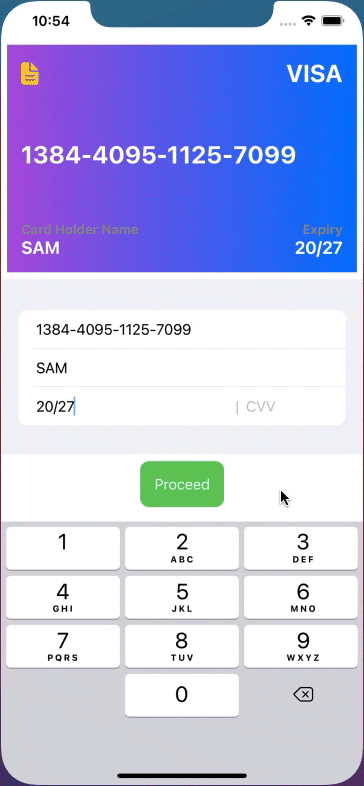 10:54
VISA
1384-4095-1125-7099
Card Holder Name Expiry
SAM 20/27
1384-4095-1125-7099
SAM
20/27 | CVV
Proceed
1 2 3
ABC DEF
4 5 6
GHI JKL MNO
7 8 9
PQRS TUV WXYZ
0